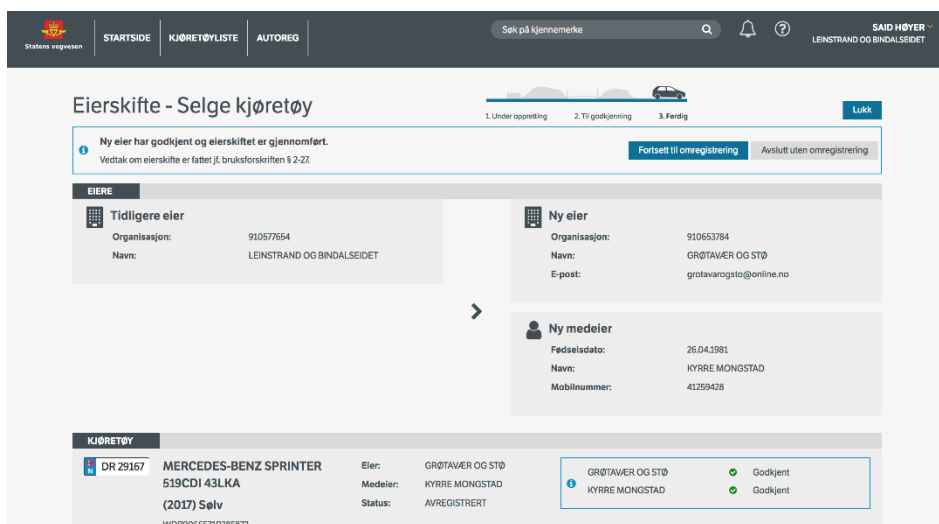 Statens vegvesen
STARTSIDE
KJØRETØYLISTE
AUTOREG
Søk på kjennemerke
SAID HØYER
LEINSTRAND OG BINDALSEIDET
Eierskifte - Selge kjøretøy
1. Under oppretting
2. Til godkjenning
3. Ferdig
Lukk
Ny eier har godkjent og eierskiftet er gjennomført.
Vedtak om eierskifte er fattet jf. bruksforskriften § 2-27.
Fortsett til omregistrering
Avslutt uten omregistrering
EIERE
Tidligere eier
Organisasjon: 910577654
Navn: LEINSTRAND OG BINDALSEIDET
Ny eier
Organisasjon: 910653784
Navn: GRØTAVÆR OG STØ
E-post: grotavarogsto@online.no
Ny medeier
Fødselsdato: 26.04.1981
Navn: KYRRE MONGSTAD
Mobilnummer: 41259428
KJØRETØY
N DR 29167
MERCEDES-BENZ SPRINTER
519CDI 43LKA
(2017) Sølv
Eier: GRØTAVÆR OG STØ
Medeier: KYRRE MONGSTAD
Status: AVREGISTRERT
GRØTAVÆR OG STØ Godkjent
KYRRE MONGSTAD Godkjent